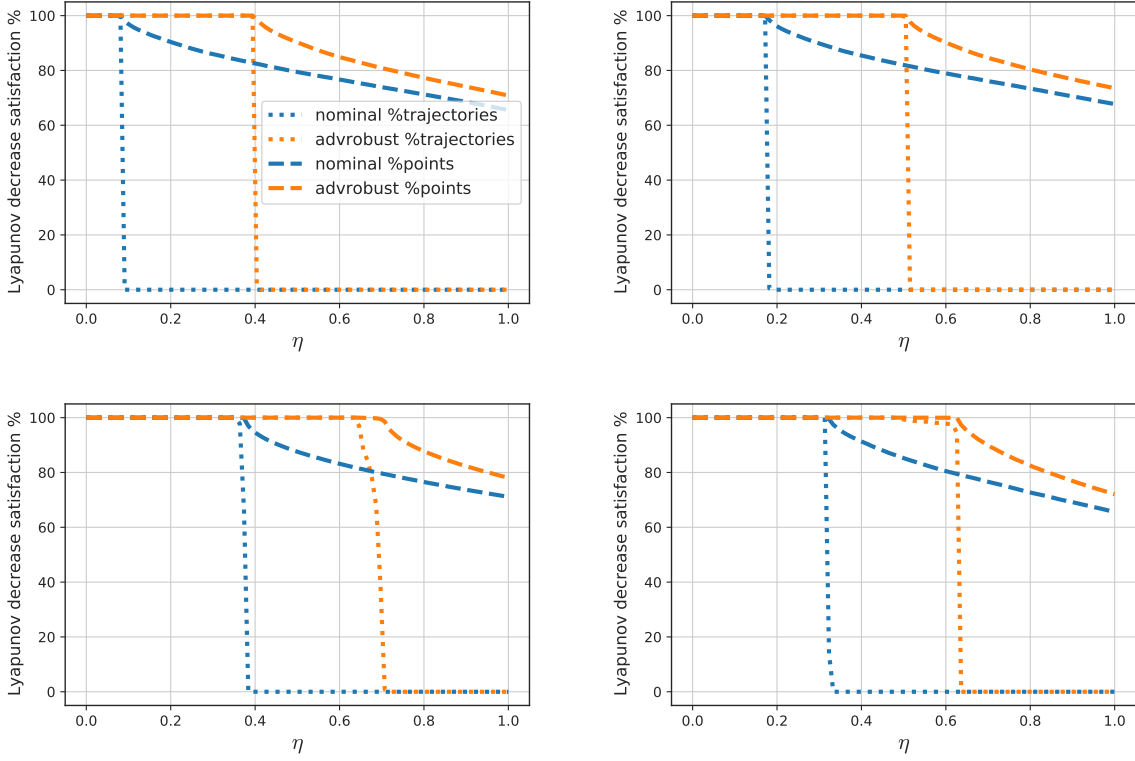 Lyapunov decrease satisfaction %
100
80
60
40
20
0
nominal %trajectories
advrobust %trajectories
nominal %points
advrobust %points
0.0 0.2 0.4 0.6 0.8 1.0
η
Lyapunov decrease satisfaction %
100
80
60
40
20
0
0.0 0.2 0.4 0.6 0.8 1.0
η
Lyapunov decrease satisfaction %
100
80
60
40
20
0
0.0 0.2 0.4 0.6 0.8 1.0
η
Lyapunov decrease satisfaction %
100
80
60
40
20
0
0.0 0.2 0.4 0.6 0.8 1.0
η